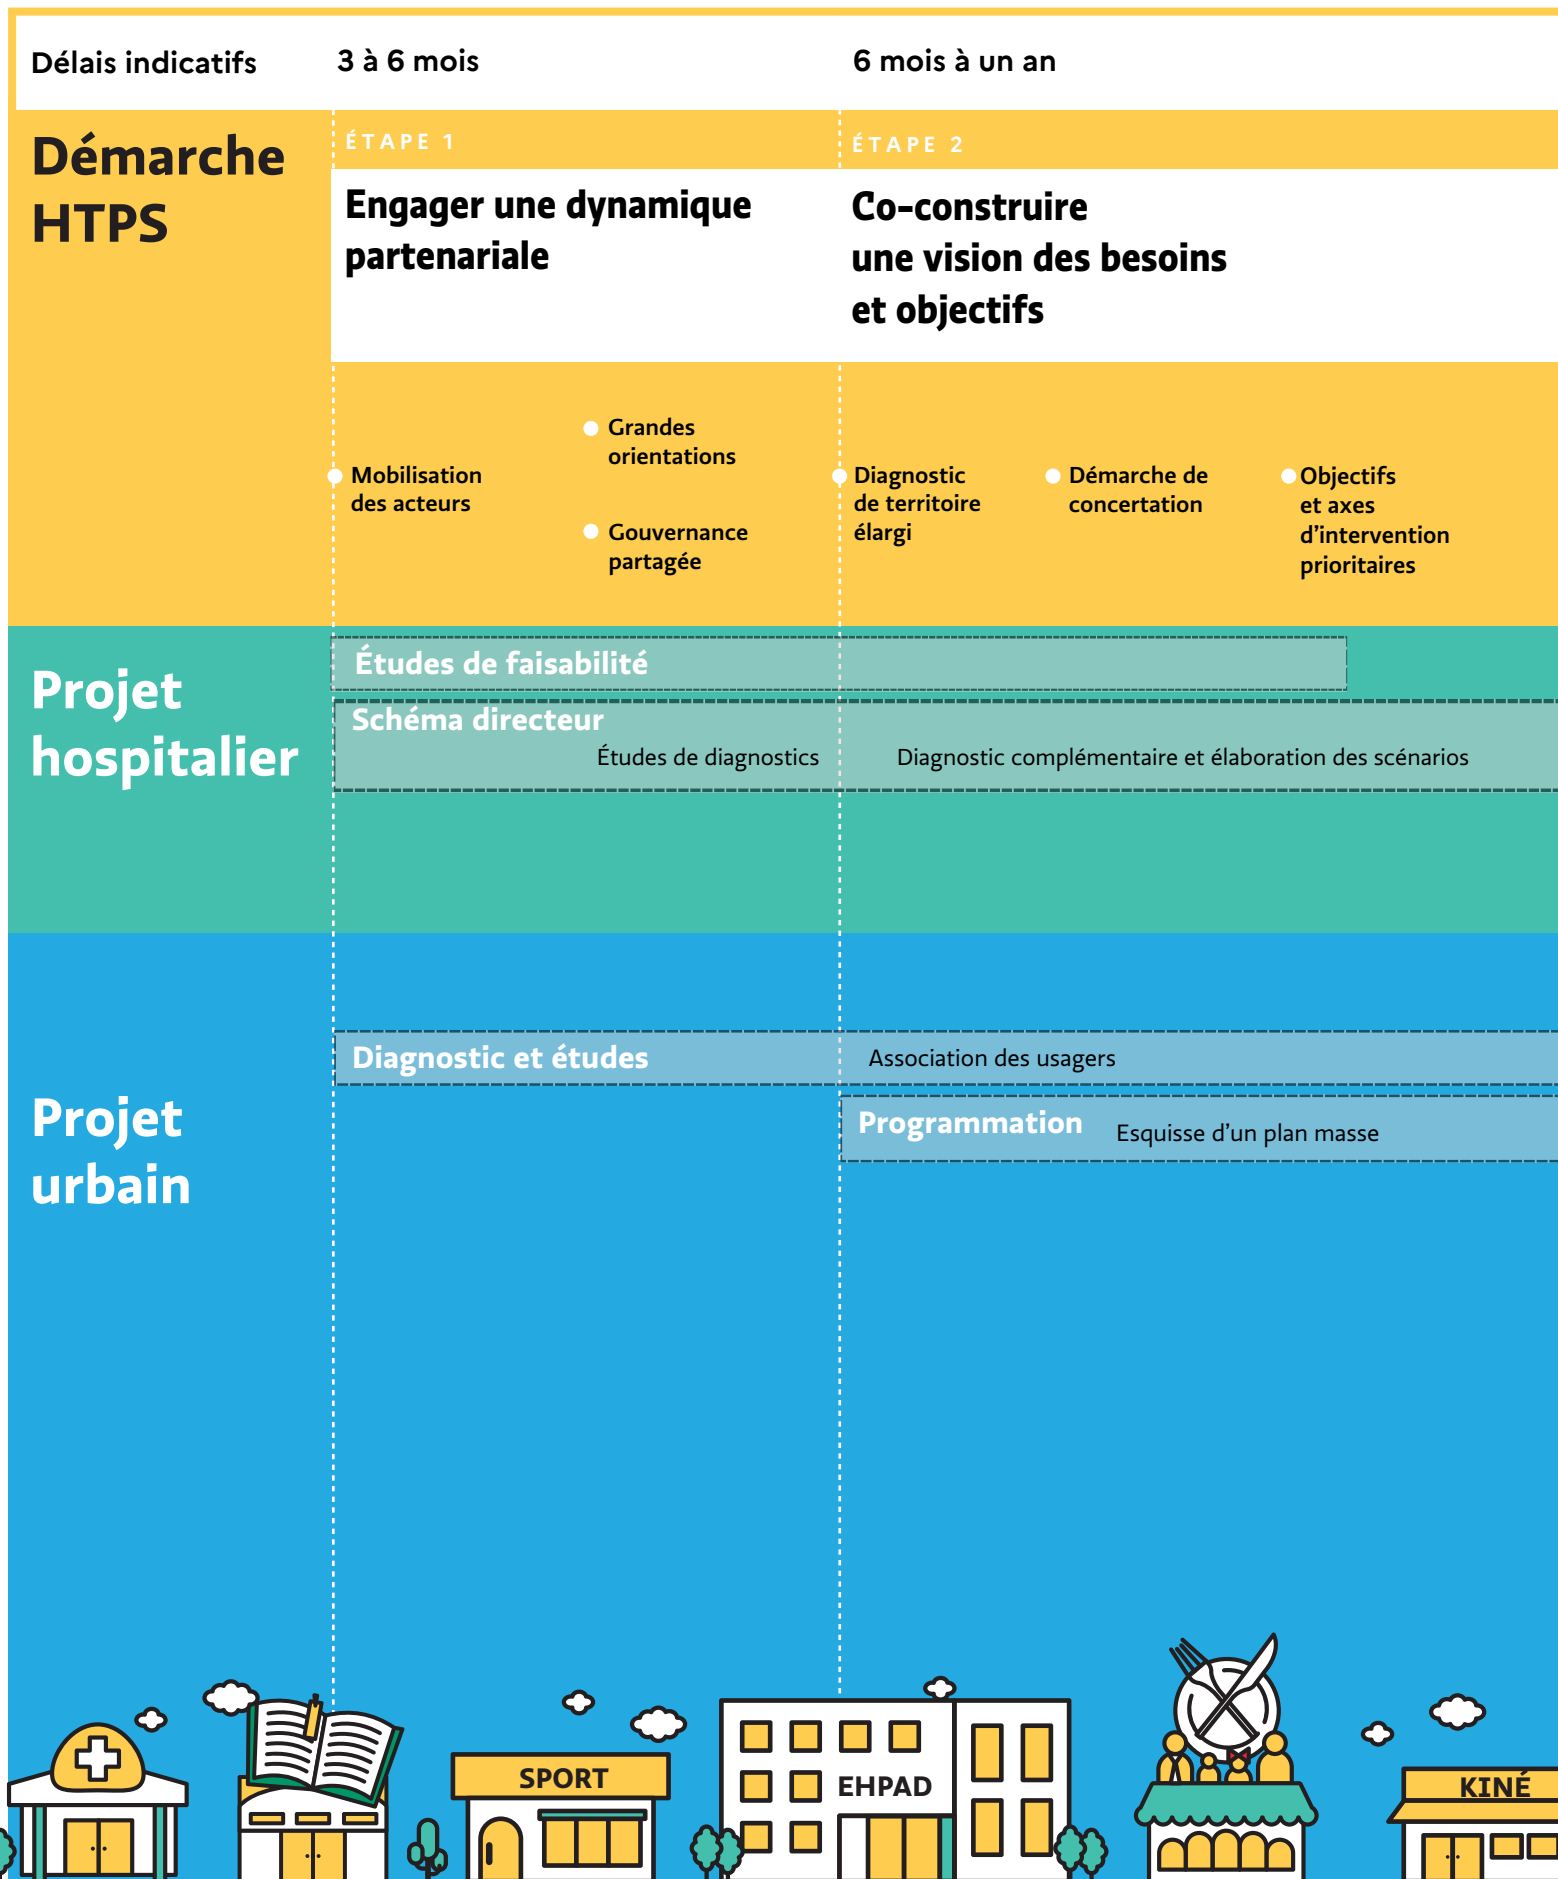 Délais indicatifs
3 à 6 mois
6 mois à un an
Démarche
HTPS
ÉTAPE 1
Engager une dynamique
partenariale
ÉTAPE 2
Co-construire
une vision des besoins
et objectifs
Mobilisation
des acteurs
Grandes
orientations
Gouvernance
partagée
Diagnostic
de territoire
élargi
Démarche de
concertation
Objectifs
et axes
d’intervention
prioritaires
Projet
hospitalier
Études de faisabilité
Schéma directeur
Études de diagnostics
Diagnostic complémentaire et élaboration des scénarios
Projet
urbain
Diagnostic et études
Association des usagers
Programmation
Esquisse d’un plan masse
SPORT
EHPAD
KINÉ